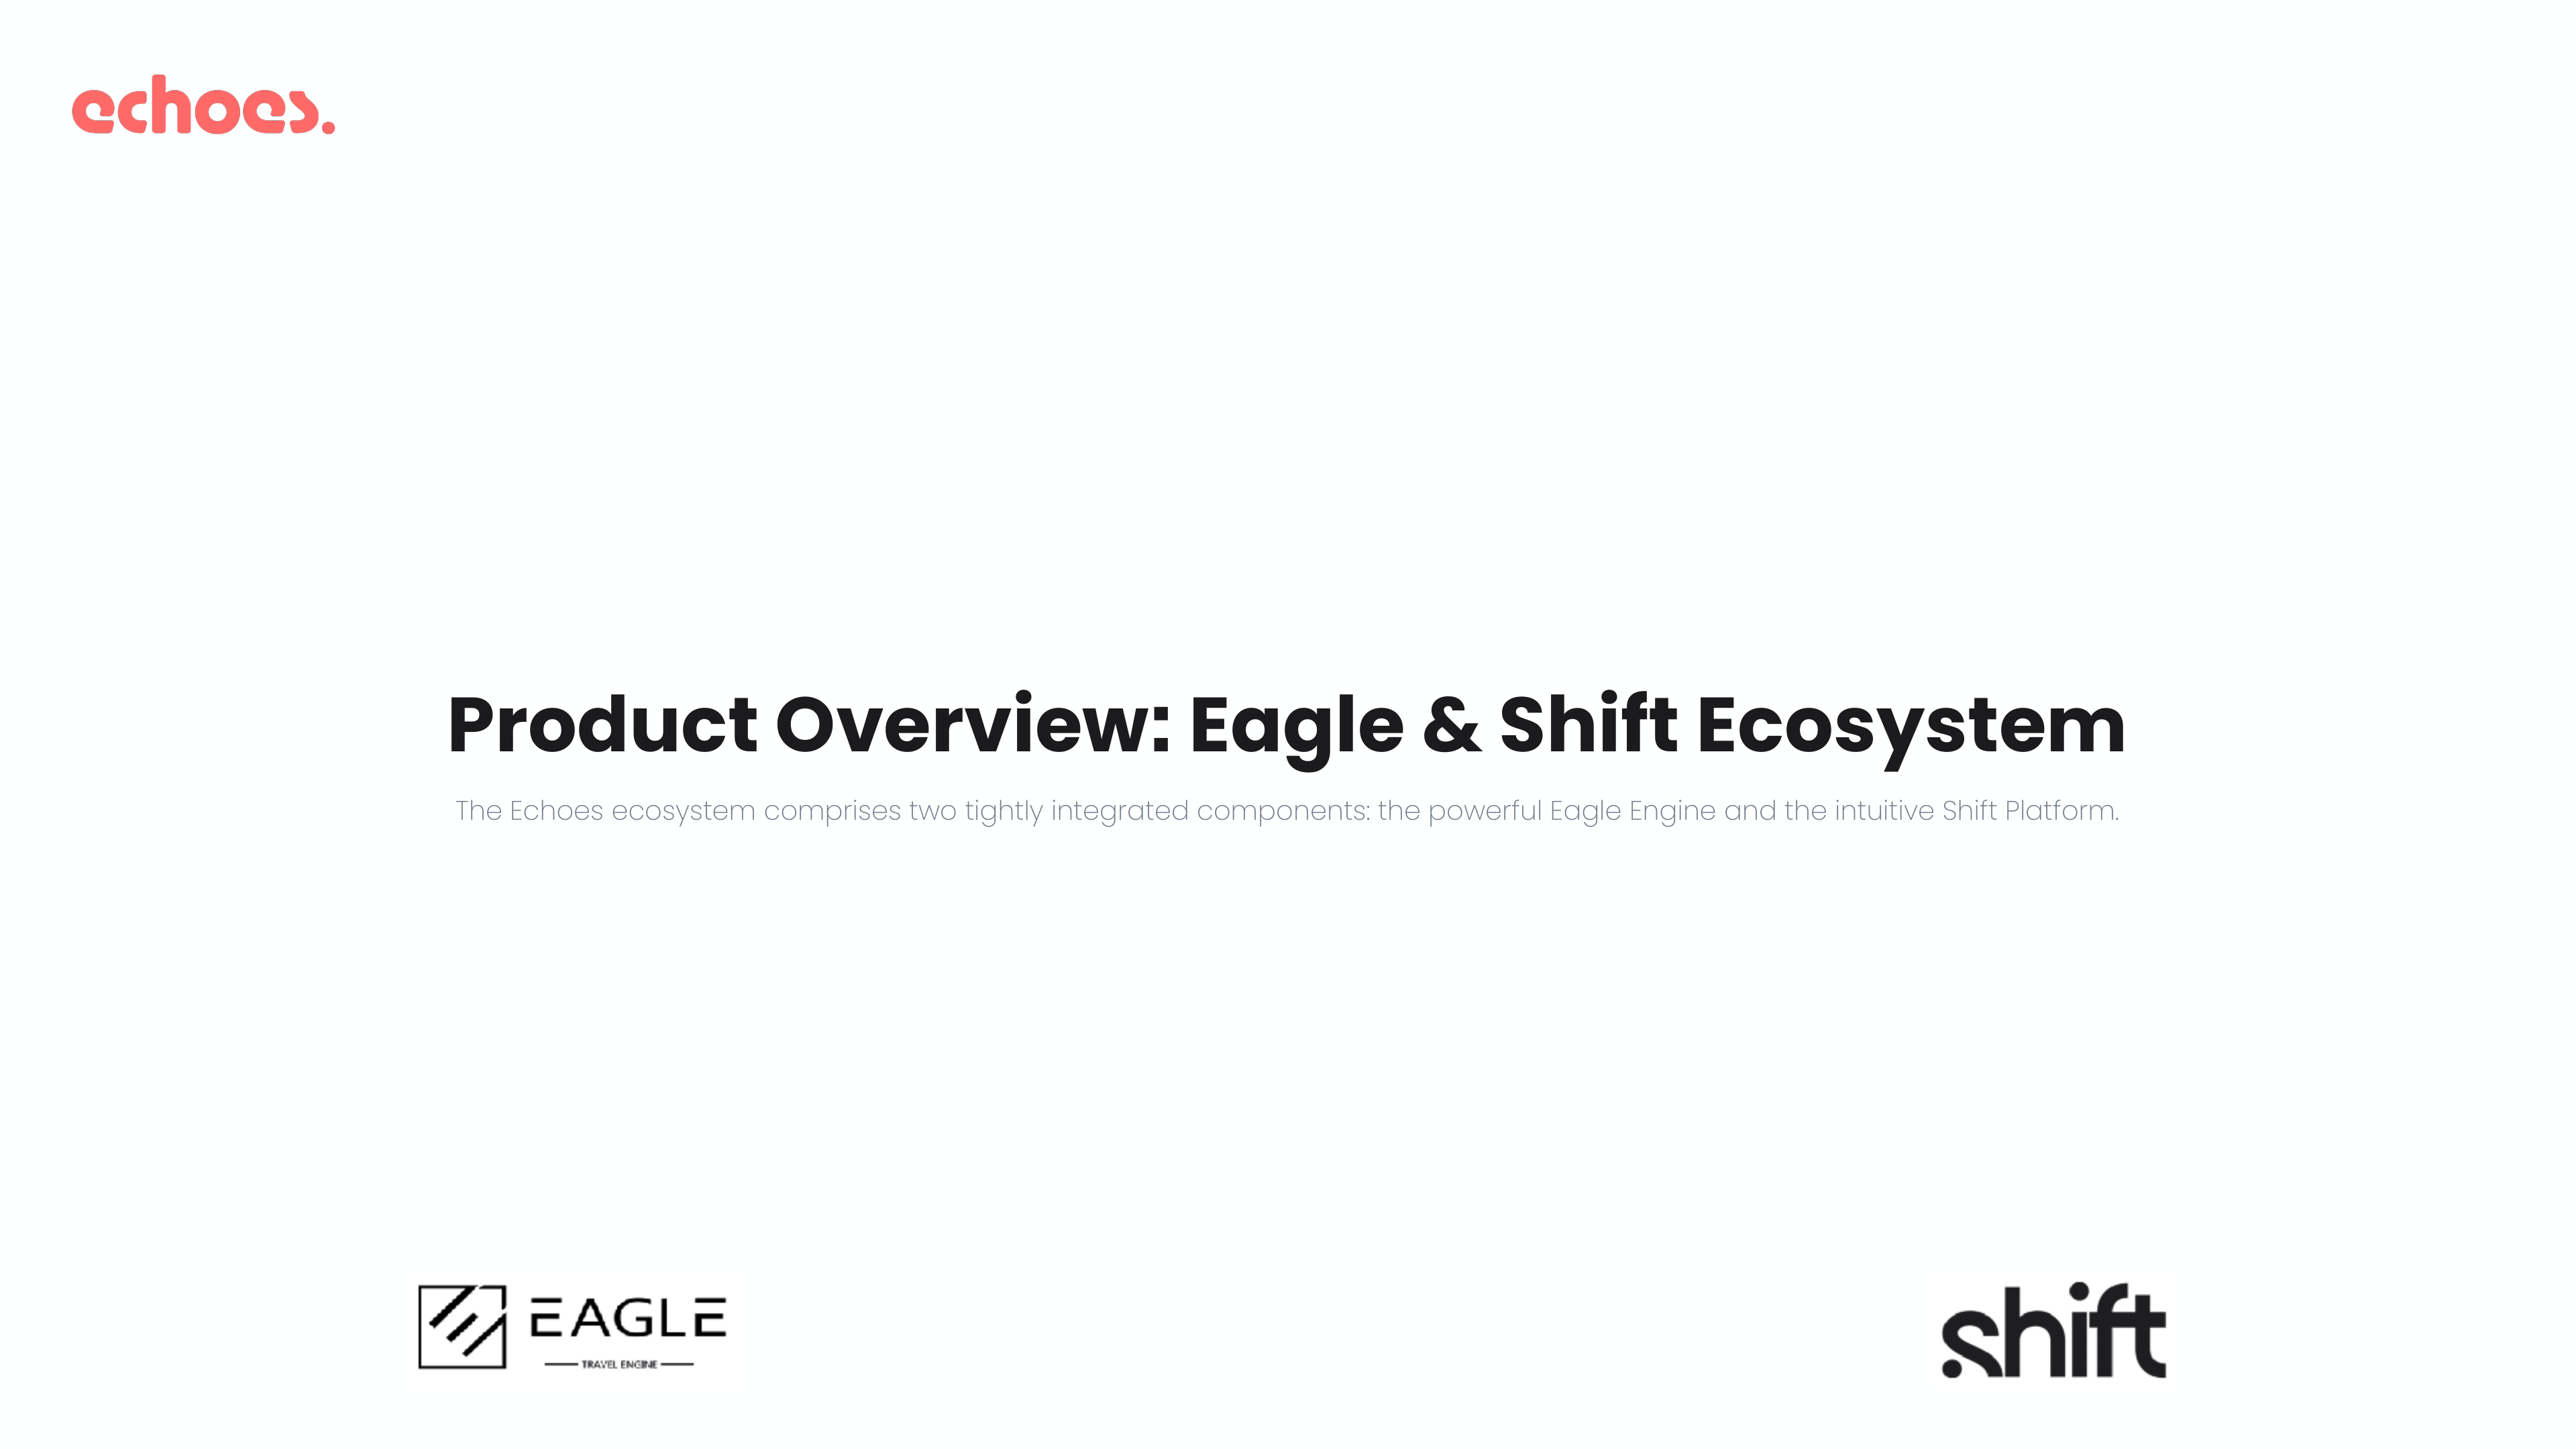 echoes.
Product Overview: Eagle & Shift Ecosystem
The Echoes ecosystem comprises two tightly integrated components: the powerful Eagle Engine and the intuitive Shift Platform.
EAGLE
TRAVEL ENGINE
shift